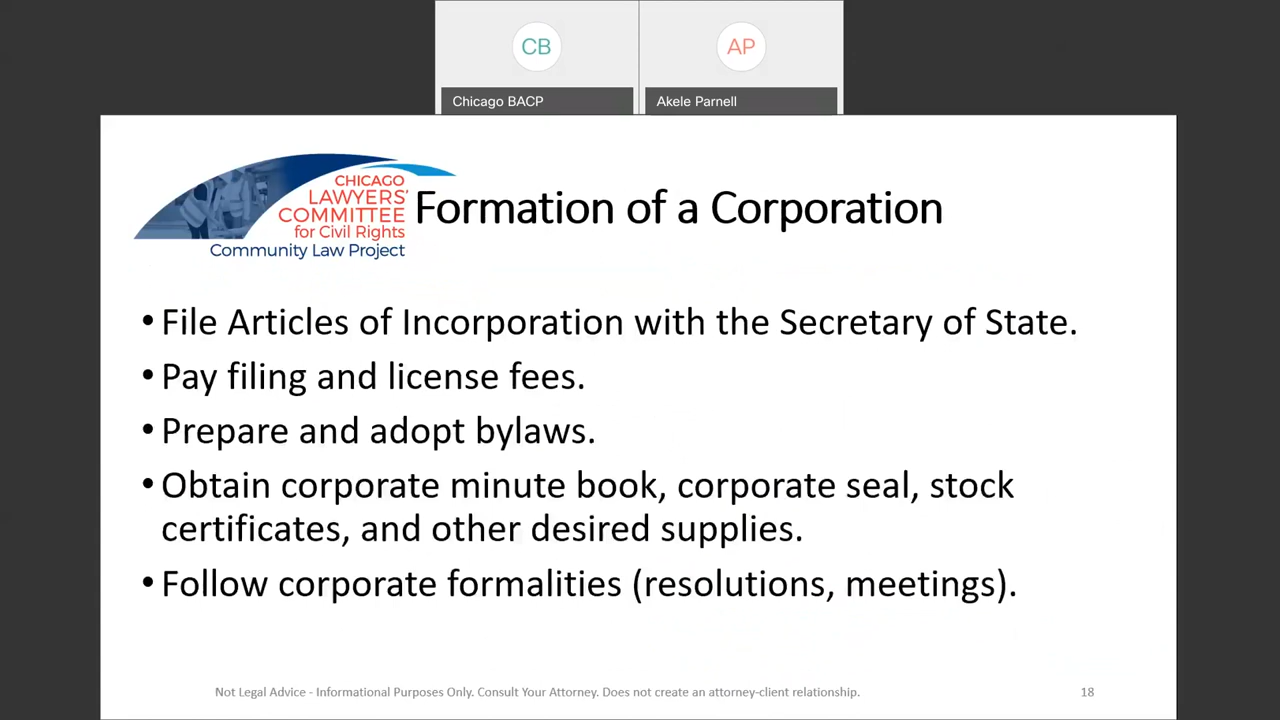 CB
AP
Chicago BACP
Akele Parnell
CHICAGO
LAWYERS'
COMMITTEE
for Civil Rights
Community Law Project
Formation of a Corporation
• File Articles of Incorporation with the Secretary of State.
• Pay filing and license fees.
• Prepare and adopt bylaws.
• Obtain corporate minute book, corporate seal, stock
certificates, and other desired supplies.
• Follow corporate formalities (resolutions, meetings).
Not Legal Advice - Informational Purposes Only. Consult Your Attorney. Does not create an attorney-client relationship.
18